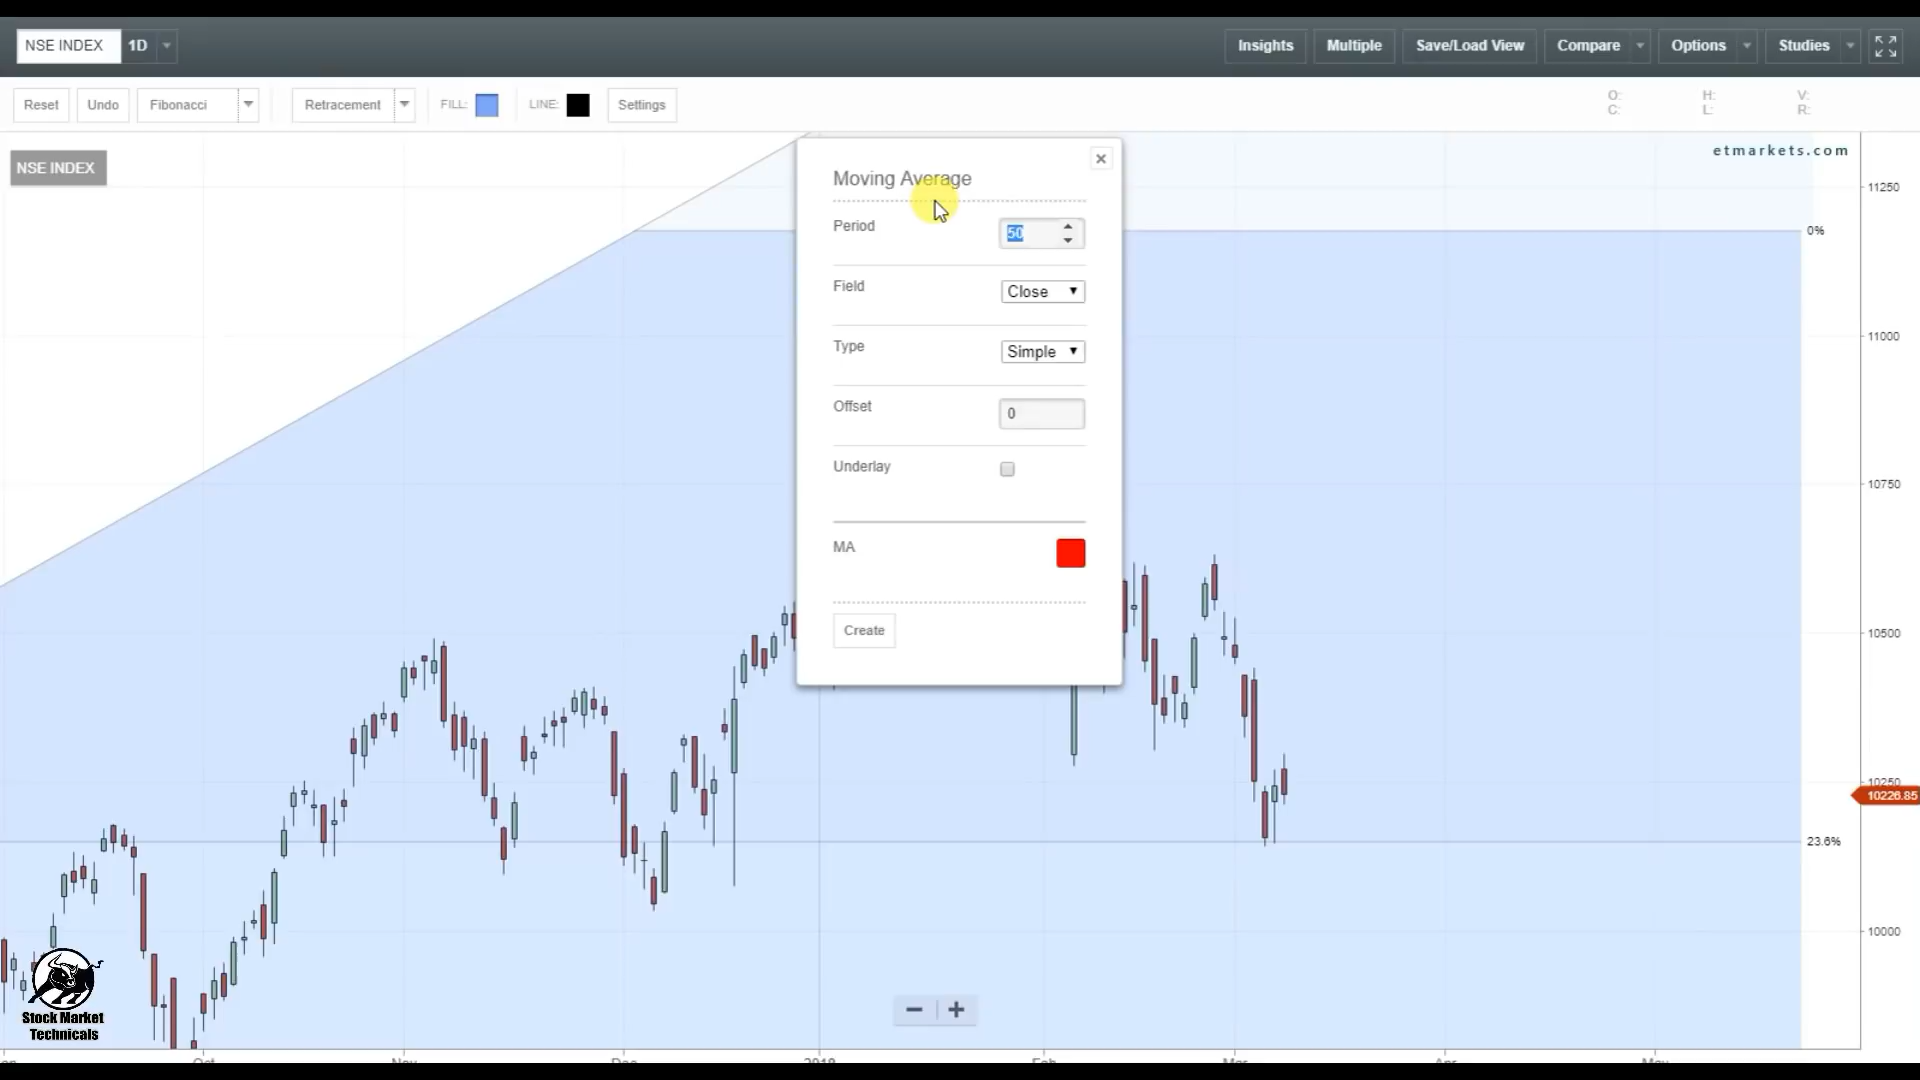 NSE INDEX 1D Insights Multiple Save/Load View Compare Options Studies
Reset Undo Fibonacci Retracement FILL: LINE: Settings O: H: V:
C: L: R:
etmarkets.com
NSE INDEX
Moving Average
Period 50
Field Close
Type Simple
Offset 0
Underlay
MA
Create
11250
0%
11000
10750
10500
10250
10226.85
23.6%
10000
Stock Market
Technicals
Oct Nov Dec 2018 Feb Mar Apr May